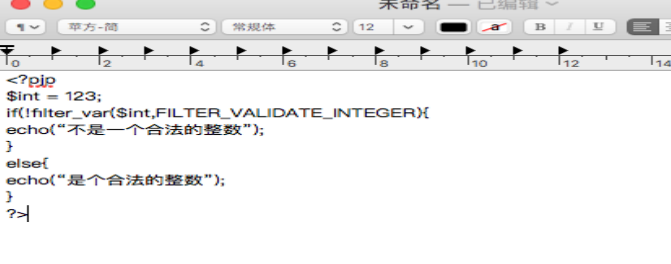 未命名 — 已编辑
¶ 苹方-简 常规体 12 a B I U
0 2 4 6 8 10 12 14
<?pjp
$int = 123;
if(!filter_var($int,FILTER_VALIDATE_INTEGER){
echo(“不是一个合法的整数”);
}
else{
echo(“是个合法的整数”);
}
?>